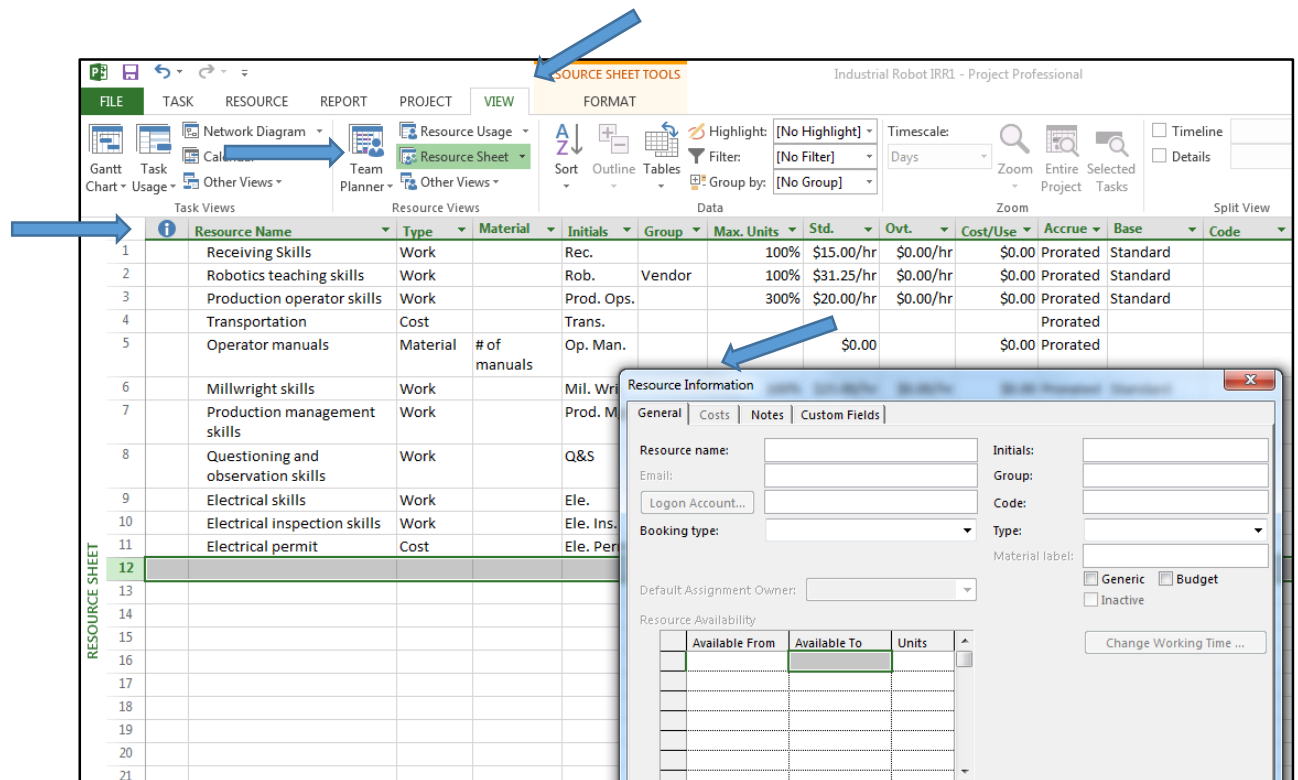 SOURCE SHEET TOOLS
Industrial Robot IRR1 - Project Professional
FILE TASK RESOURCE REPORT PROJECT VIEW FORMAT
Gantt Chart
Task Usage
Network Diagram
Other Views
Team Planner
Resource Usage
Resource Sheet
Other Views
Sort
Outline
Tables
Highlight: [No Highlight]
Filter: [No Filter]
Group by: [No Group]
Timescale:
Days
Zoom
Entire Project
Selected Tasks
Timeline
Details
Task Views Resource Views Data Zoom Split View
Resource Name Type Material Initials Group Max. Units Std. Ovt. Cost/Use Accrue Base Code
1 Receiving Skills Work Rec. 100% $15.00/hr $0.00/hr $0.00 Prorated Standard
2 Robotics teaching skills Work Rob. Vendor 100% $31.25/hr $0.00/hr $0.00 Prorated Standard
3 Production operator skills Work Prod. Ops. 300% $20.00/hr $0.00/hr $0.00 Prorated Standard
4 Transportation Cost Trans. Prorated
5 Operator manuals Material # of Op. Man. $0.00 $0.00 Prorated
manuals
6 Millwright skills Work Mil. Wri
7 Production management Work Prod. M
skills
8 Questioning and Work Q&S
observation skills
9 Electrical skills Work Ele.
10 Electrical inspection skills Work Ele. Ins.
11 Electrical permit Cost Ele. Per
12
13
14
15
16
17
18
19
20
21
RESOURCE SHEET
Resource Information
General Costs Notes Custom Fields
Resource name: Initials:
Email: Group:
Logon Account... Code:
Booking type: Type:
Material label:
Generic Budget
Default Assignment Owner: Inactive
Resource Availability
Available From Available To Units
Change Working Time ...